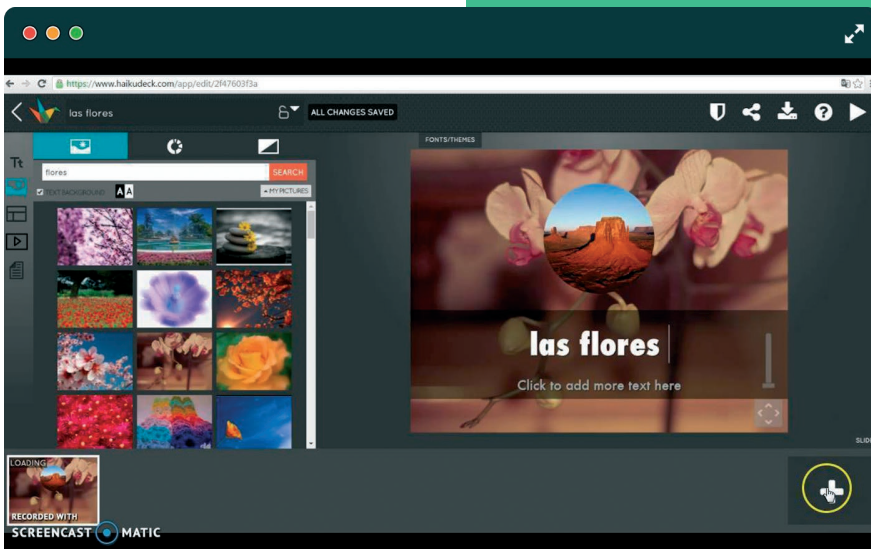 https://www.haikudeck.com/app/edit/2f47603f3a
las flores
ALL CHANGES SAVED
FONTS/THEMES
Tt
flores
SEARCH
TEXT BACKGROUND
A A
MY PICTURES
las flores
Click to add more text here
LOADING
RECORDED WITH
SCREENCAST MATIC